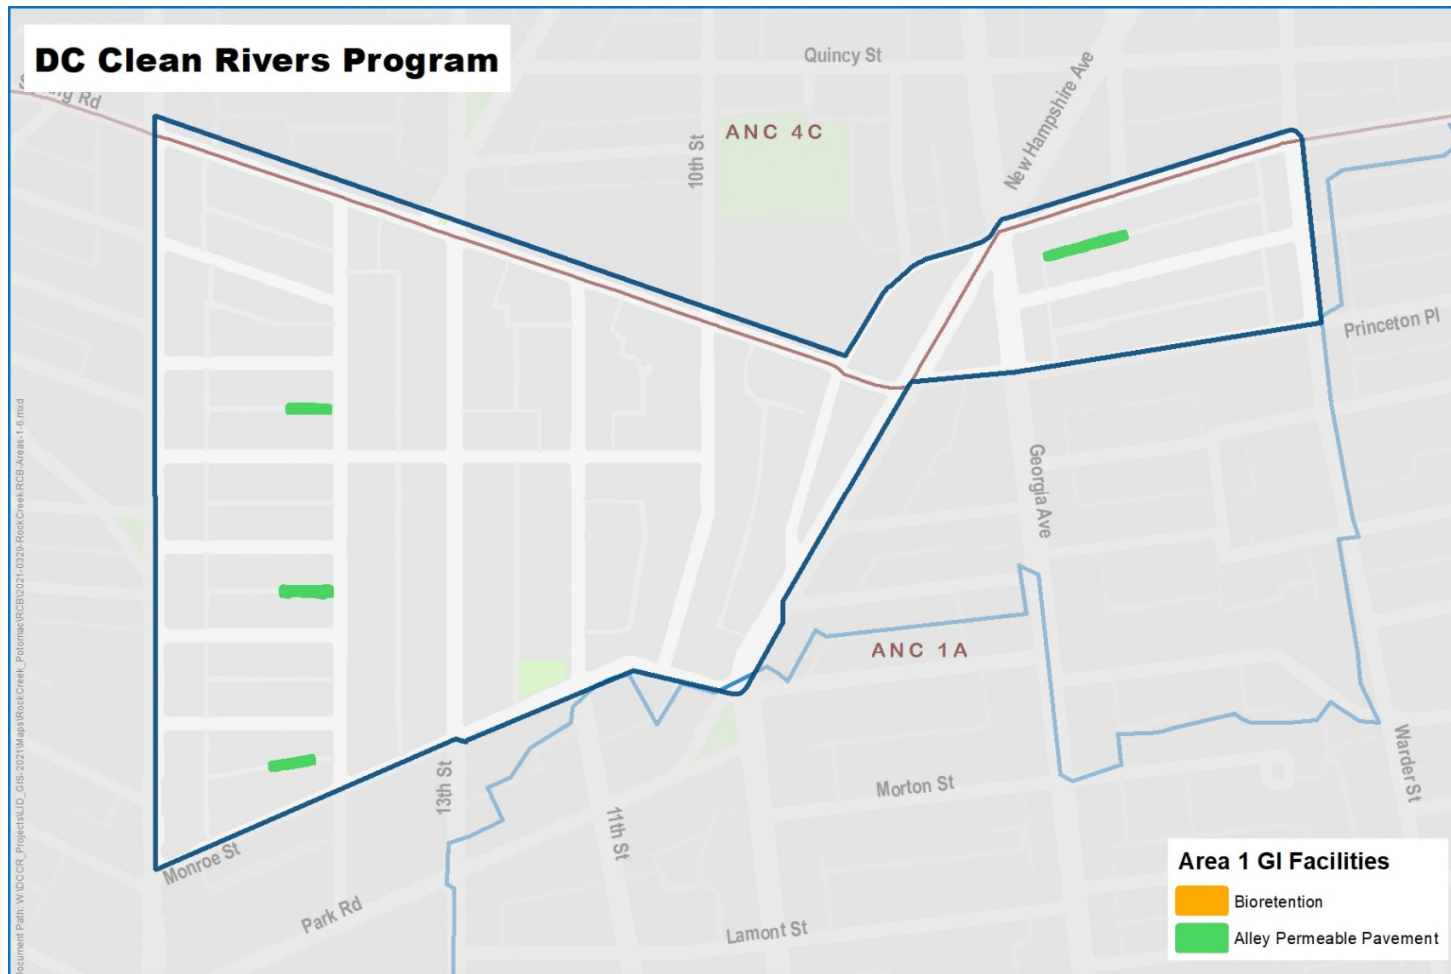 DC Clean Rivers Program
Quincy St
New Hampshire Ave
ANC 4C
10th St
Princeton Pl
Georgia Ave
ANC 1A
Warder St
Morton St
13th St
11th St
Monroe St
Park Rd
Lamont St
Area 1 GI Facilities
Bioretention
Alley Permeable Pavement